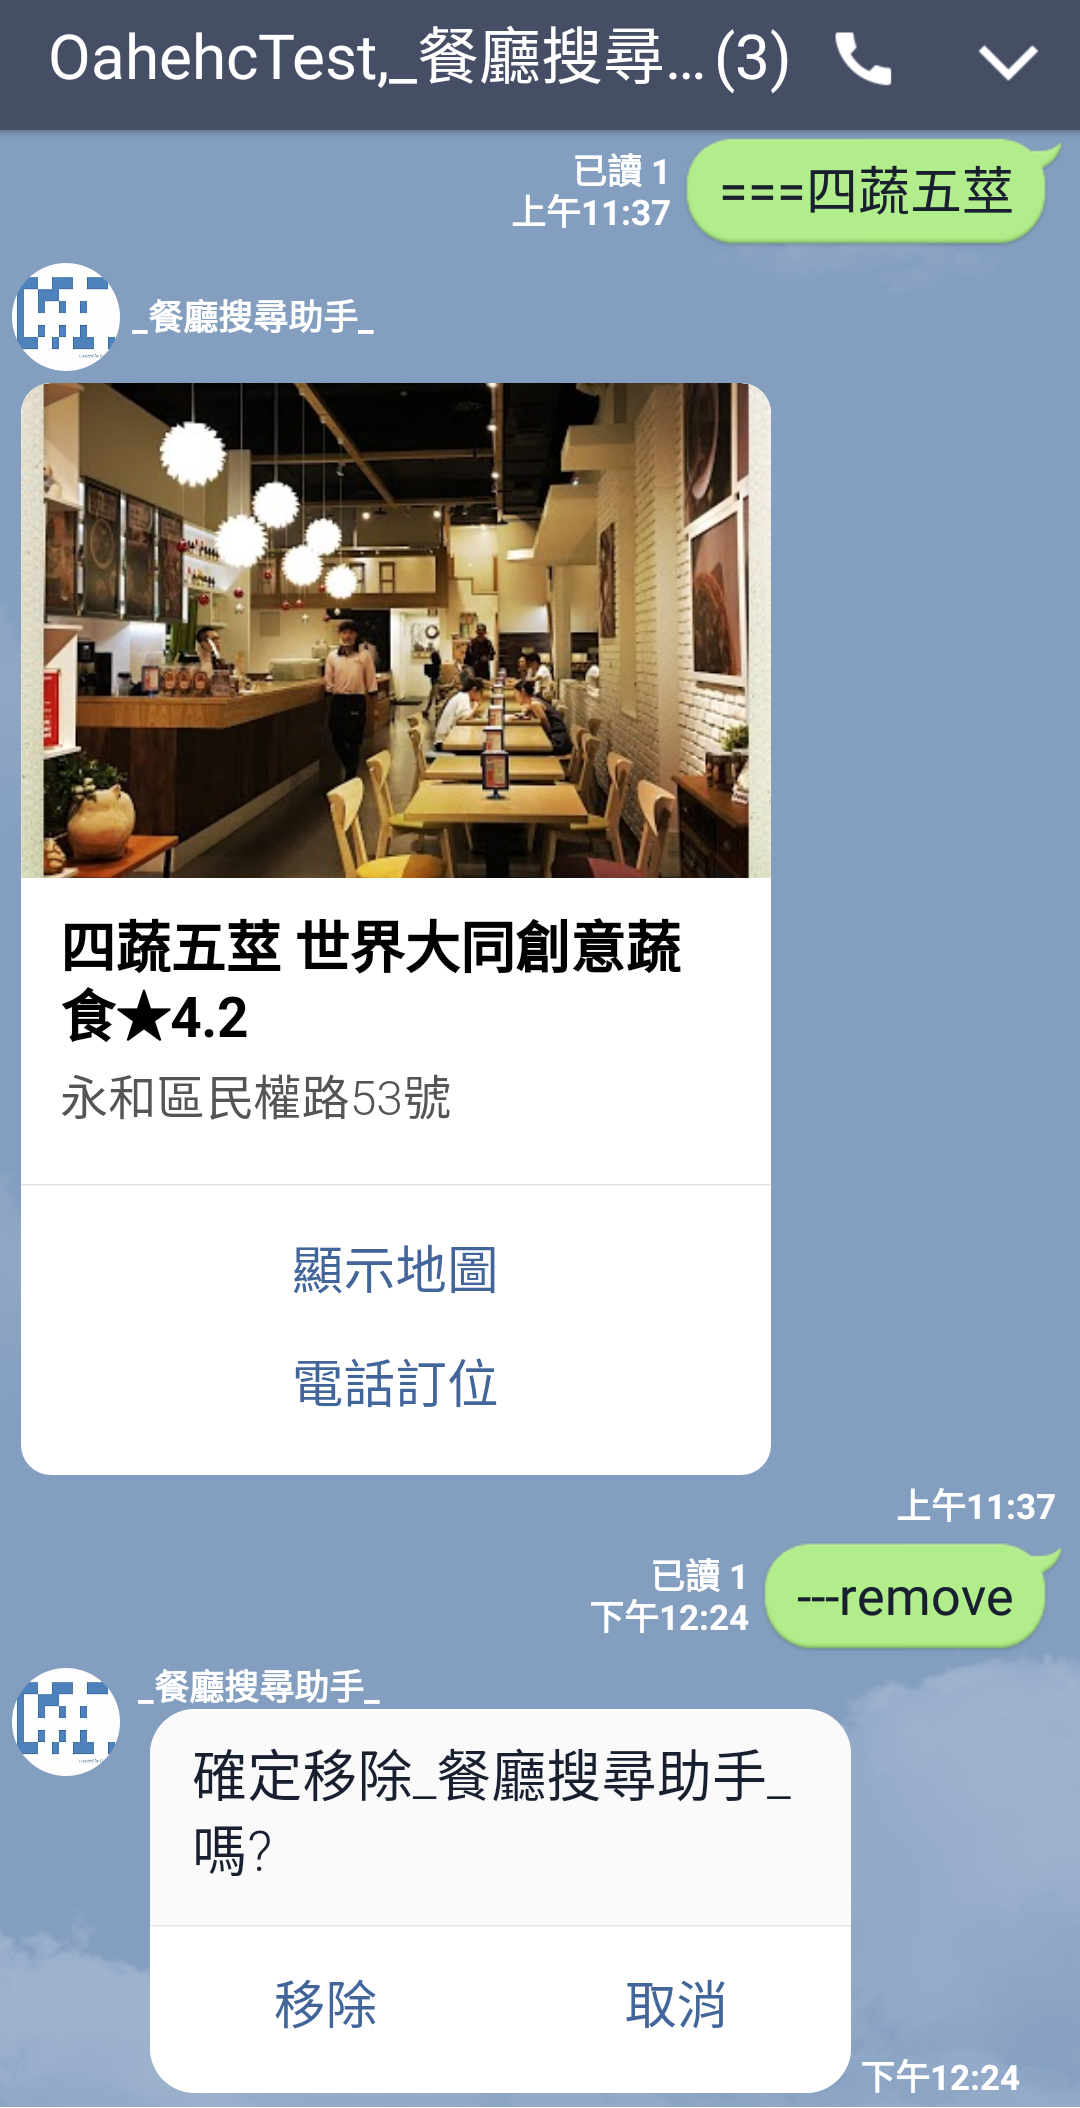 OahehcTest,_餐廳搜尋...(3)
已讀 1
上午11:37
===四蔬五莖
_餐廳搜尋助手_
四蔬五莖 世界大同創意蔬
食★4.2
永和區民權路53號
顯示地圖
電話訂位
上午11:37
已讀 1
下午12:24
---remove
_餐廳搜尋助手_
確定移除_餐廳搜尋助手_
嗎?
移除
取消
下午12:24